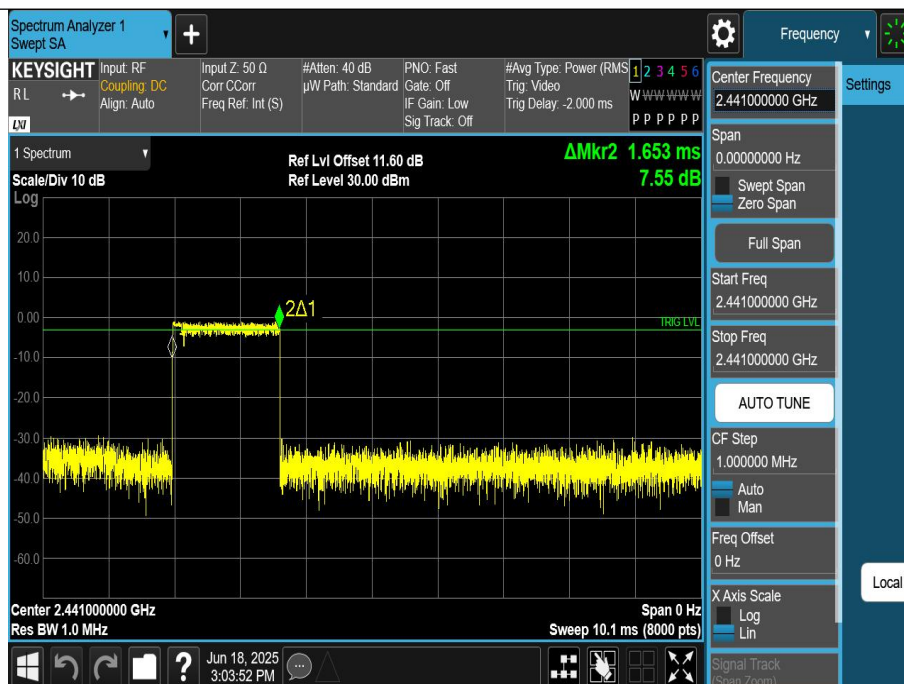 Spectrum Analyzer 1
Swept SA
Frequency
KEYSIGHT
Input: RF
Input Z: 50 Ω
#Atten: 40 dB
PNO: Fast
#Avg Type: Power (RMS
1 2 3 4 5 6
R L
Coupling: DC
Corr CCorr
µW Path: Standard
Gate: Off
Trig: Video
W W W W W W
Align: Auto
Freq Ref: Int (S)
IF Gain: Low
Trig Delay: -2.000 ms
P P P P P P
LXI
Sig Track: Off
1 Spectrum
Ref Lvl Offset 11.60 dB
ΔMkr2 1.653 ms
Scale/Div 10 dB
Ref Level 30.00 dBm
7.55 dB
Log
20.0
10.0
0.00
-10.0
-20.0
-30.0
-40.0
-50.0
-60.0
2Δ1
TRIG LVL
Center 2.441000000 GHz
Span 0 Hz
Res BW 1.0 MHz
Sweep 10.1 ms (8000 pts)
Jun 18, 2025
3:03:52 PM
?
Center Frequency
2.441000000 GHz
Span
0.00000000 Hz
Swept Span
Zero Span
Full Span
Start Freq
2.441000000 GHz
Stop Freq
2.441000000 GHz
AUTO TUNE
CF Step
1.000000 MHz
Auto
Man
Freq Offset
0 Hz
X Axis Scale
Log
Lin
Signal Track
(Span Zoom)
Settings
Local